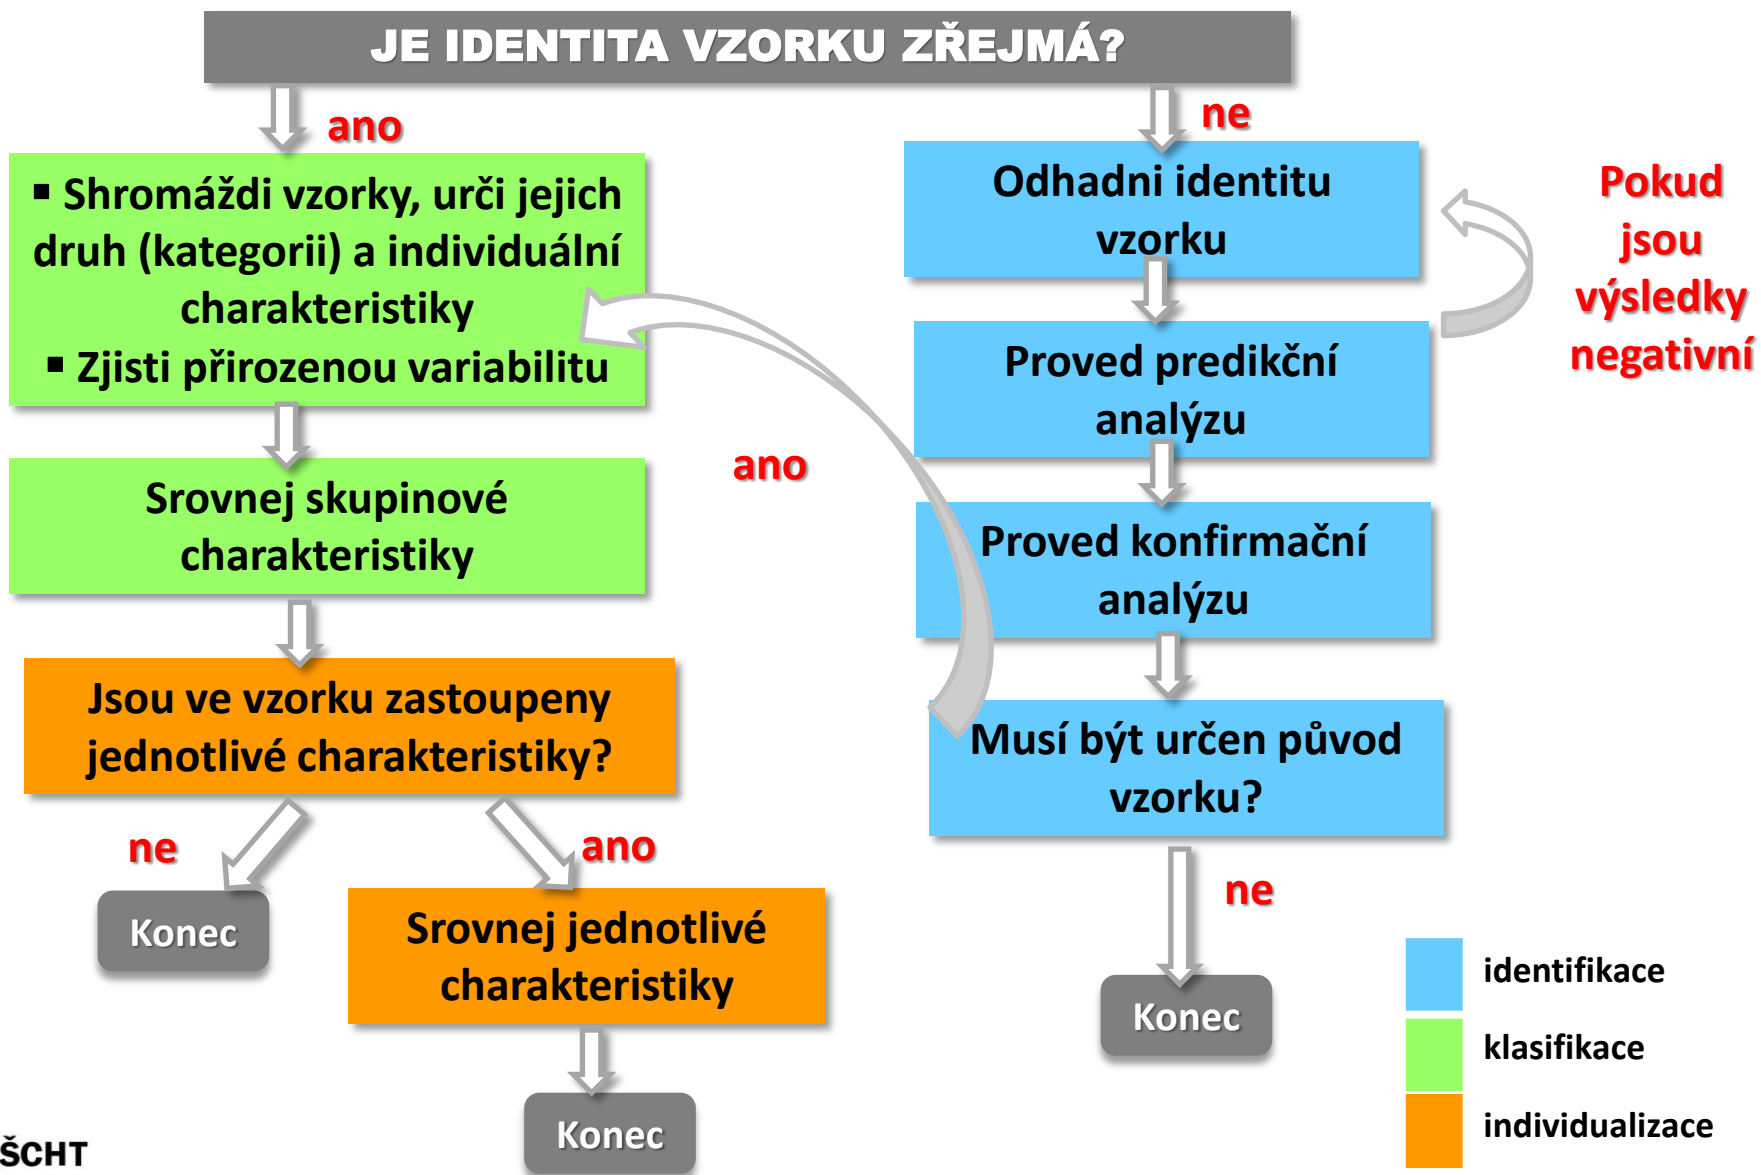 JE IDENTITA VZORKU ZŘEJMÁ?
ano
ne
▪ Shromáždi vzorky, urči jejich
druh (kategorii) a individuální
charakteristiky
▪ Zjisti přirozenou variabilitu
Srovnej skupinové
charakteristiky
Jsou ve vzorku zastoupeny
jednotlivé charakteristiky?
ne
ano
Konec
Srovnej jednotlivé
charakteristiky
Konec
Odhadni identitu
vzorku
Pokud
jsou
výsledky
negativní
Proved predikční
analýzu
ano
Proved konfirmační
analýzu
Musí být určen původ
vzorku?
ne
Konec
identifikace
klasifikace
individualizace
ŠCHT